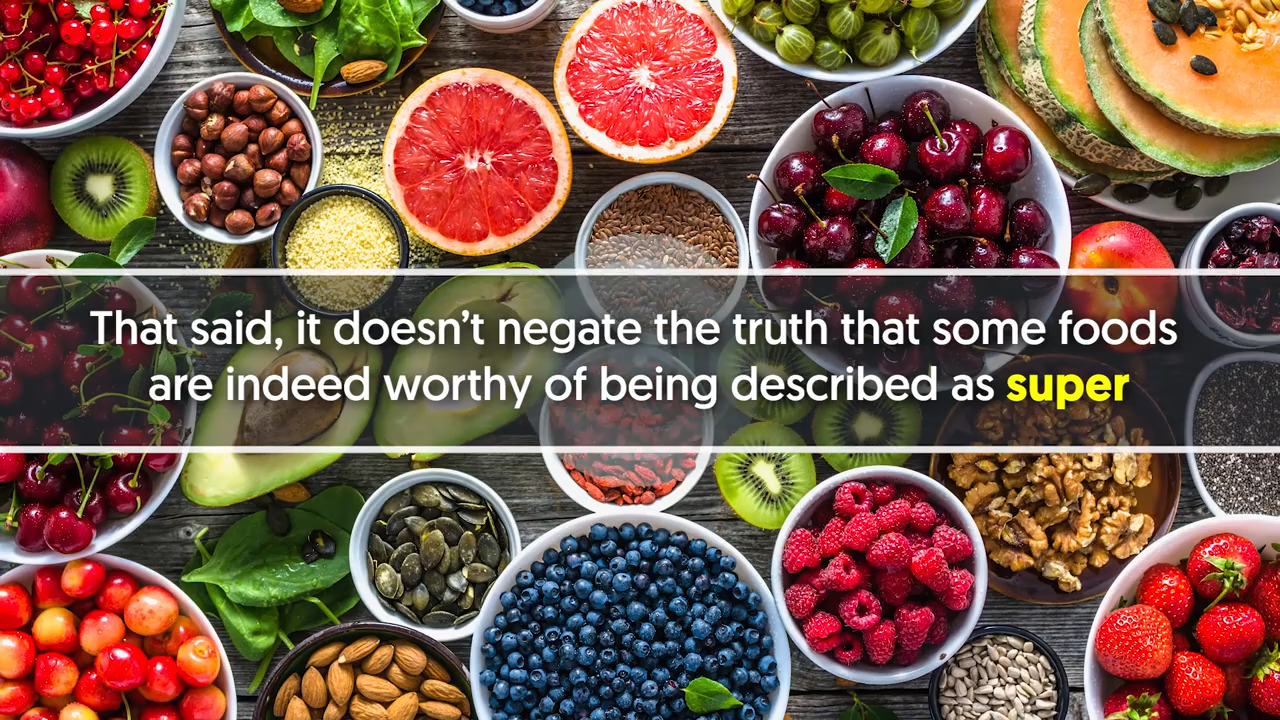 That said, it doesn’t negate the truth that some foods
are indeed worthy of being described as super